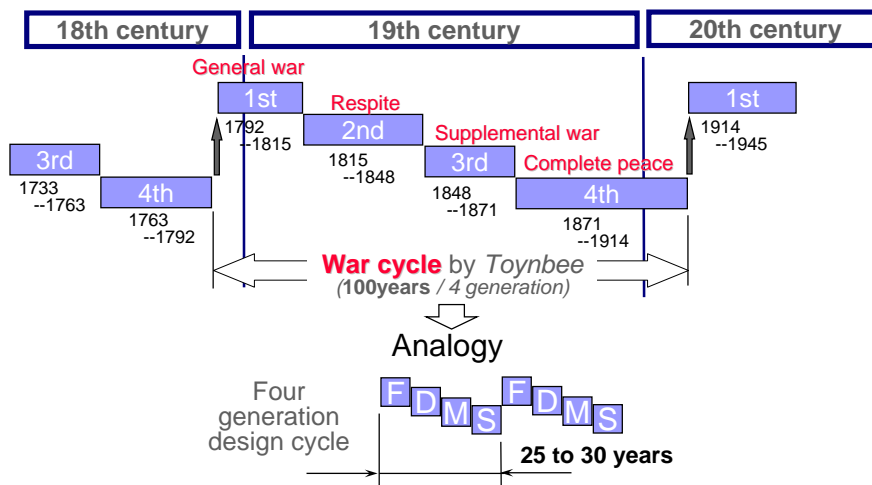 18th century
19th century
20th century
General war
1st
1792
--1815
Respite
2nd
1815
--1848
Supplemental war
3rd
1848
--1871
Complete peace
4th
1871
--1914
1st
1914
--1945
3rd
1733
--1763
4th
1763
--1792
War cycle by Toynbee
(100years / 4 generation)
Analogy
Four
generation
design cycle
F D M S F D M S
25 to 30 years